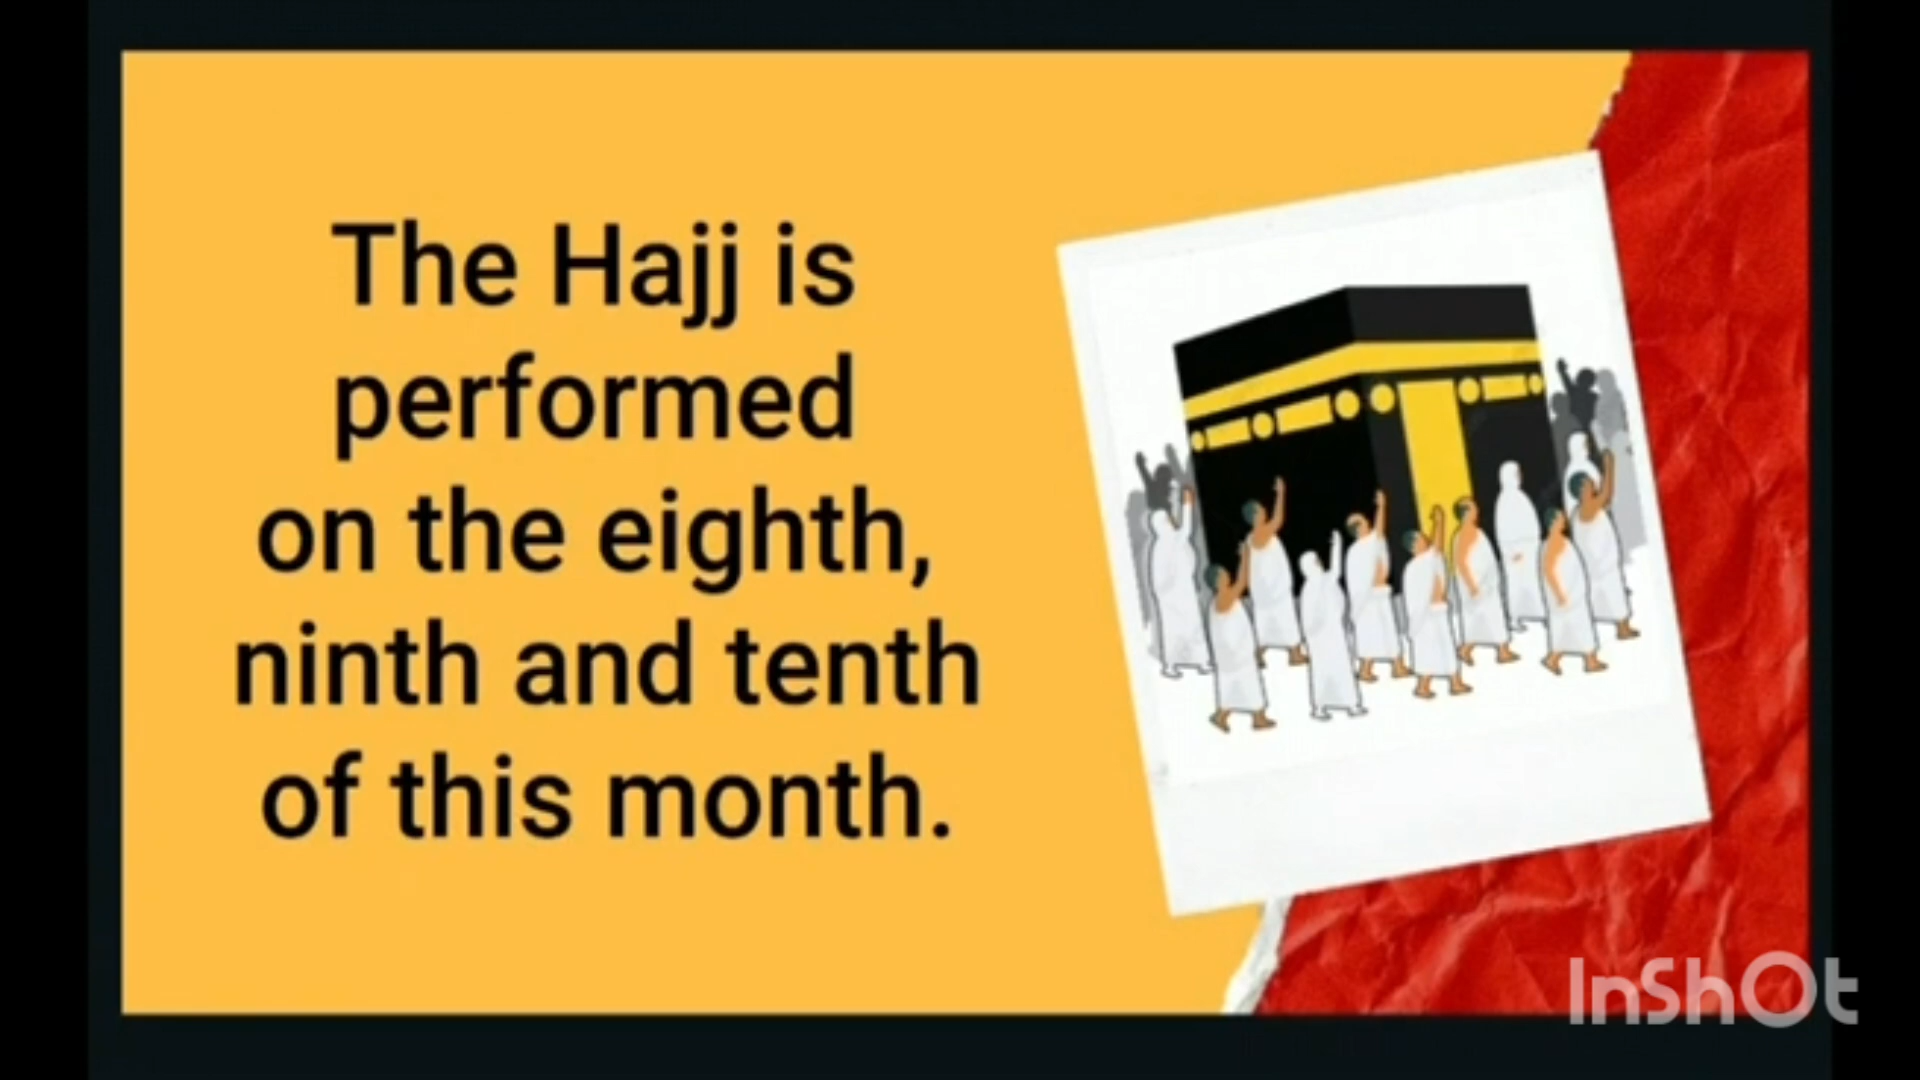 The Hajj is
performed
on the eighth,
ninth and tenth
of this month.
InShOt